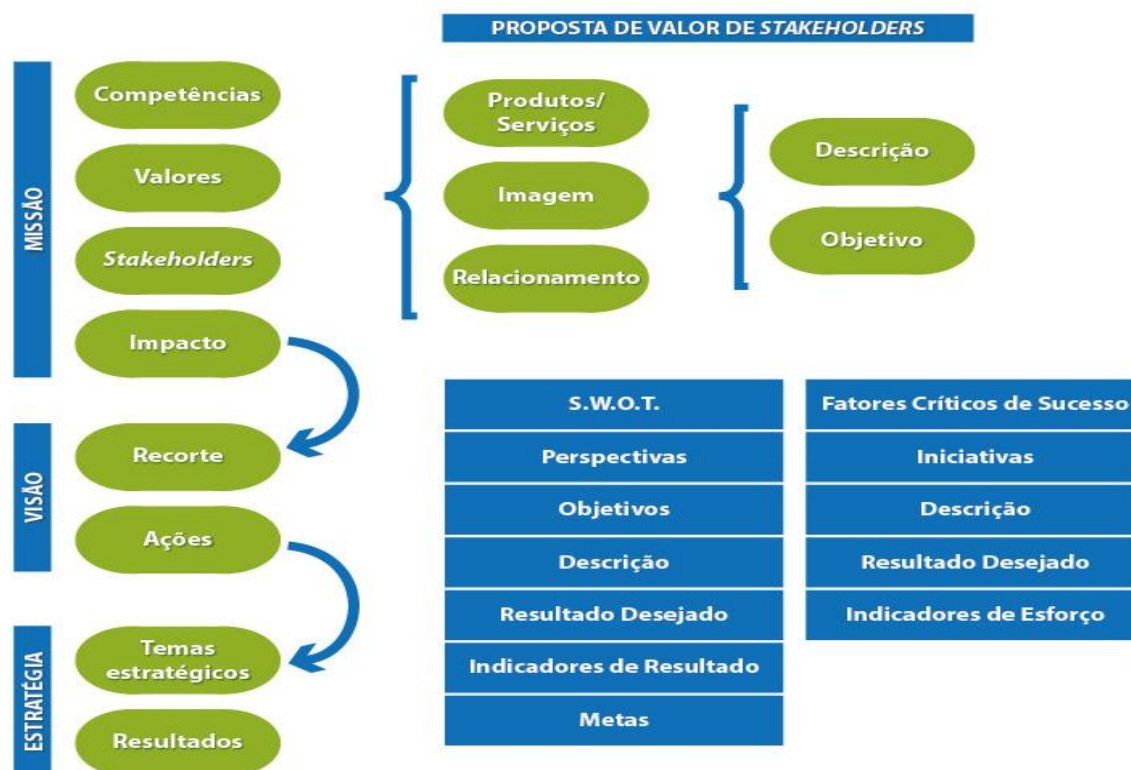 PROPOSTA DE VALOR DE STAKEHOLDERS
MISSÃO
Competências
Valores
Stakeholders
Impacto
Produtos/
Serviços
Imagem
Relacionamento
Descrição
Objetivo
VISÃO
Recorte
Ações
ESTRATÉGIA
Temas
estratégicos
Resultados
S.W.O.T.
Perspectivas
Objetivos
Descrição
Resultado Desejado
Indicadores de Resultado
Metas
Fatores Críticos de Sucesso
Iniciativas
Descrição
Resultado Desejado
Indicadores de Esforço